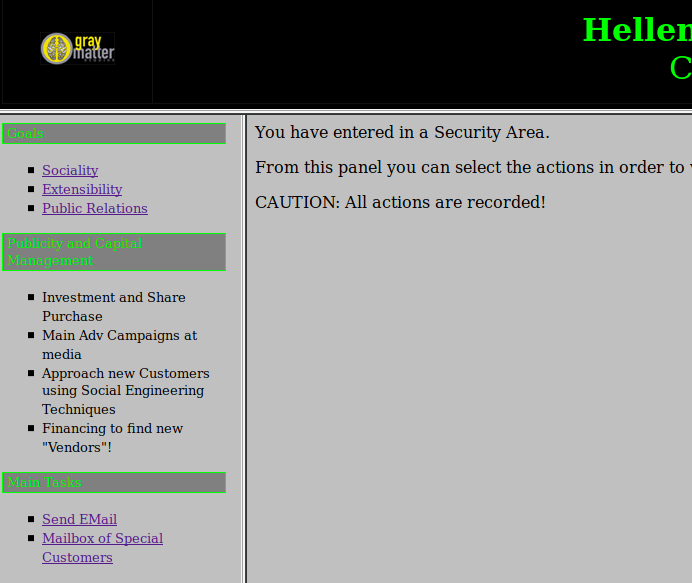 gray
matter
Hellen
C
Goals
Sociality
Extensibility
Public Relations
Publicity and Capital
Management
Investment and Share
Purchase
Main Adv Campaigns at
media
Approach new Customers
using Social Engineering
Techniques
Financing to find new
"Vendors"!
Main Tasks
Send EMail
Mailbox of Special
Customers
You have entered in a Security Area.
From this panel you can select the actions in order to
CAUTION: All actions are recorded!